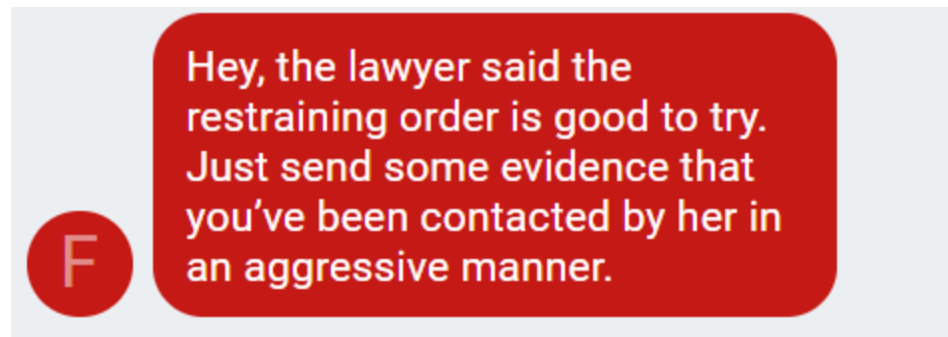 Hey, the lawyer said the
restraining order is good to try.
Just send some evidence that
you’ve been contacted by her in
an aggressive manner.
F